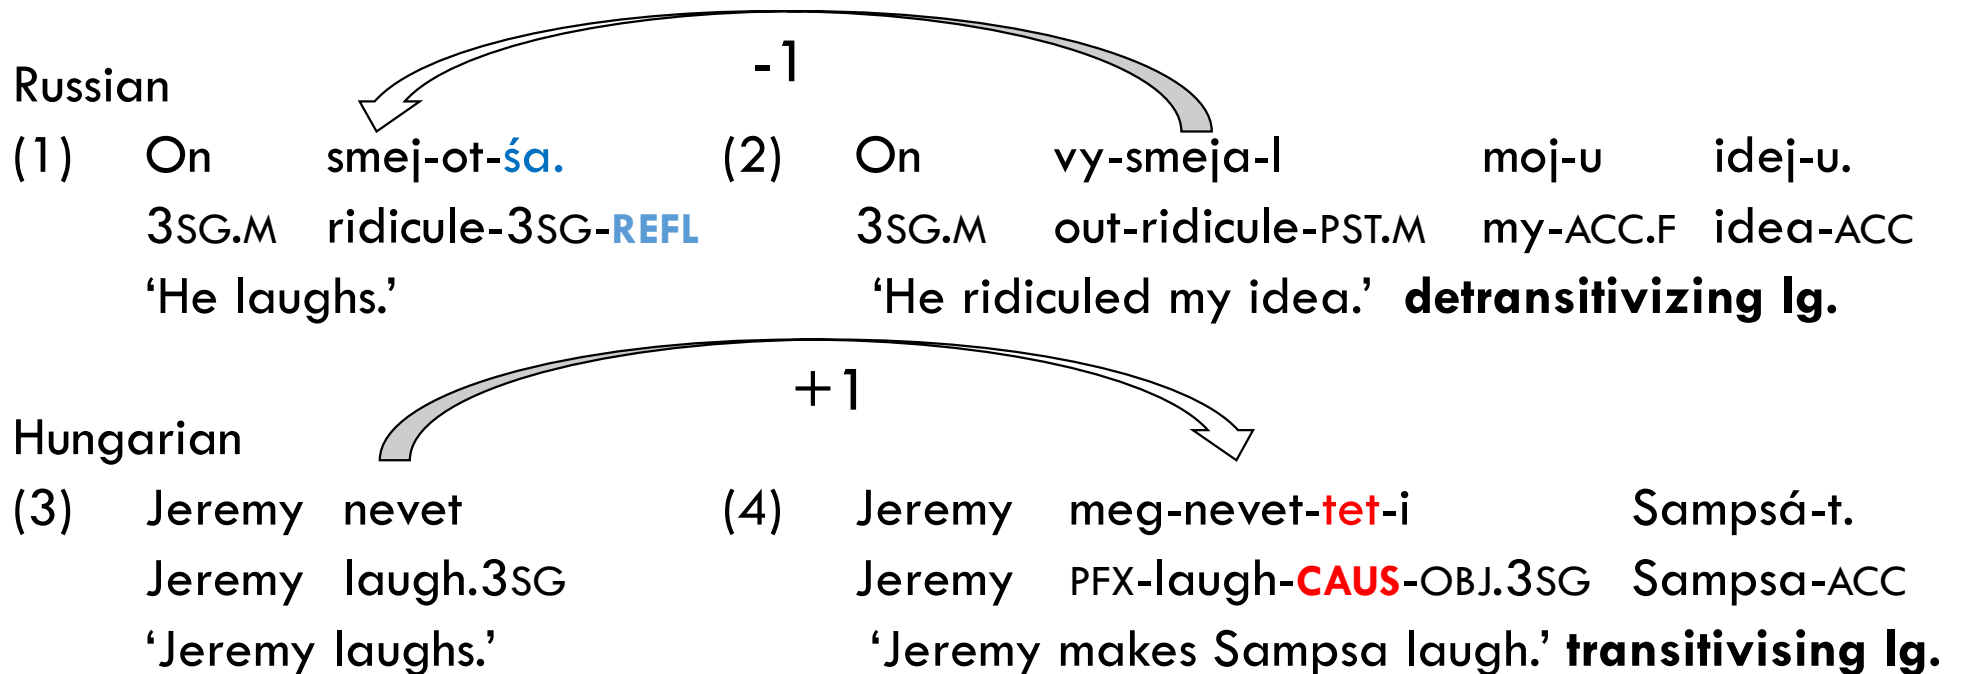 -1
Russian
(1) On smej-ot-śa. (2) On vy-smeja-l moj-u idej-u.
3SG.M ridicule-3SG-REFL 3SG.M out-ridicule-PST.M my-ACC.F idea-ACC
‘He laughs.’ ‘He ridiculed my idea.’ detransitivizing lg.
+1
Hungarian
(3) Jeremy nevet (4) Jeremy meg-nevet-tet-i Sampsá-t.
Jeremy laugh.3SG Jeremy PFX-laugh-CAUS-OBJ.3SG Sampsa-ACC
‘Jeremy laughs.’ ‘Jeremy makes Sampsa laugh.’ transitivising lg.